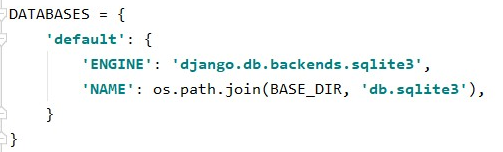 DATABASES = {
    'default': {
        'ENGINE': 'django.db.backends.sqlite3',
        'NAME': os.path.join(BASE_DIR, 'db.sqlite3'),
    }
}